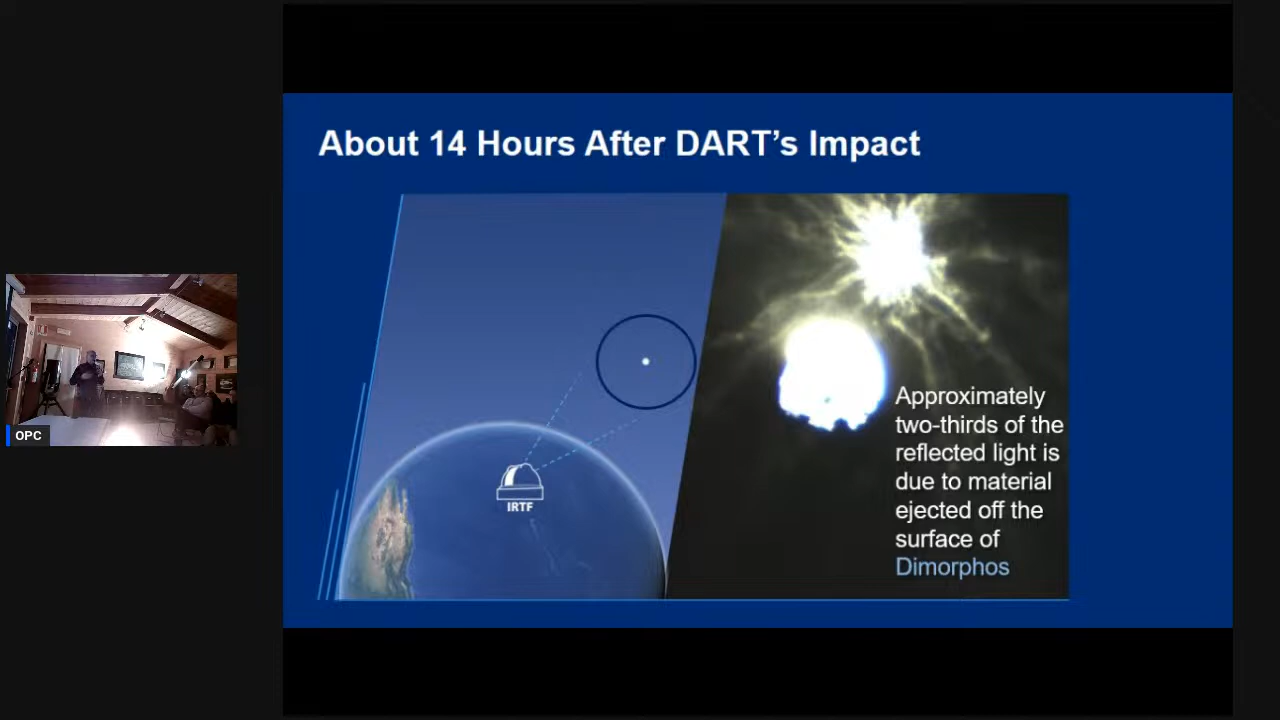 About 14 Hours After DART’s Impact
IRTF
Approximately
two-thirds of the
reflected light is
due to material
ejected off the
surface of
Dimorphos
OPC